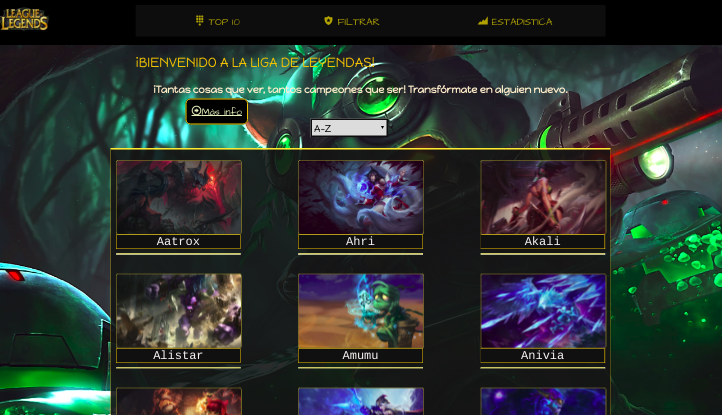 LEAGUE OF LEGENDS
TOP 10
FILTRAR
ESTADISTICA
¡BIENVENIDO A LA LIGA DE LEYENDAS!
¡Tantas cosas que ver, tantos campeones que ser! Transfórmate en alguien nuevo.
Más info
A-Z
Aatrox
Ahri
Akali
Alistar
Amumu
Anivia